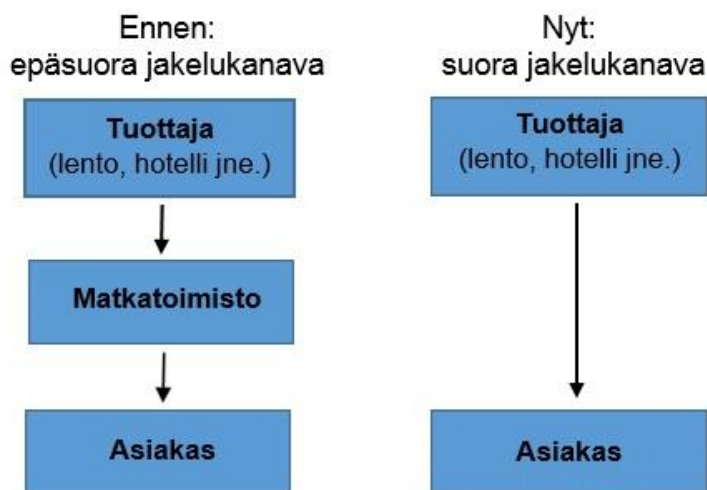 Ennen:
epäsuora jakelukanava
Tuottaja
(lento, hotelli jne.)
Matkatoimisto
Asiakas
Nyt:
suora jakelukanava
Tuottaja
(lento, hotelli jne.)
Asiakas